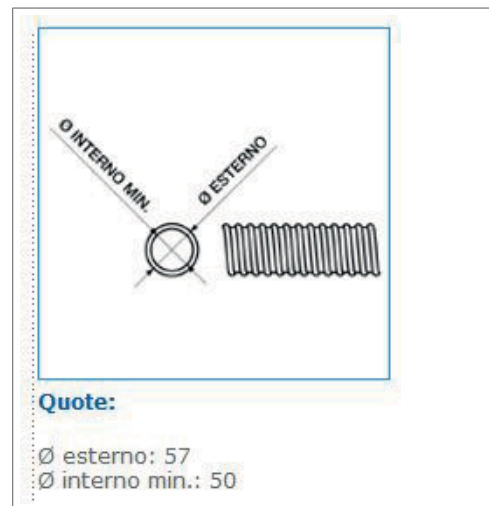 Ø INTERNO MIN.
Ø ESTERNO
Quote:
Ø esterno: 57
Ø interno min.: 50